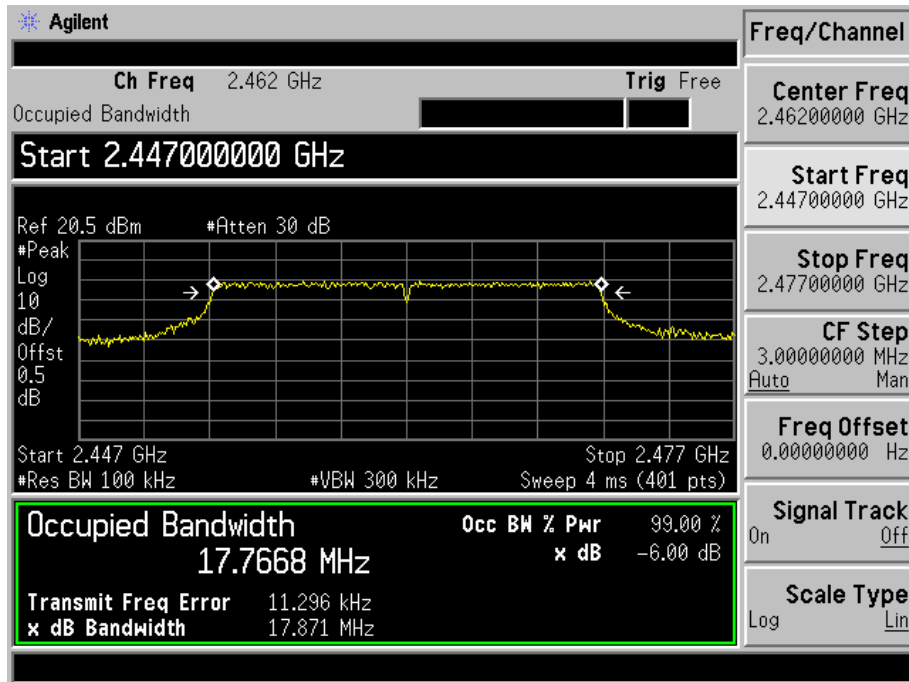 Agilent
Freq/Channel
Ch Freq 2.462 GHz Trig Free
Occupied Bandwidth
Center Freq
2.46200000 GHz
Start 2.447000000 GHz
Start Freq
2.44700000 GHz
Ref 20.5 dBm #Atten 30 dB
#Peak
Log
10
dB/
Offst
0.5
dB
Stop Freq
2.47700000 GHz
CF Step
3.00000000 MHz
Auto Man
Start 2.447 GHz Stop 2.477 GHz
#Res BW 100 kHz #VBW 300 kHz Sweep 4 ms (401 pts)
Freq Offset
0.00000000 Hz
Occupied Bandwidth Occ BW % Pwr 99.00 %
17.7668 MHz x dB -6.00 dB
Transmit Freq Error 11.296 kHz
x dB Bandwidth 17.871 MHz
Signal Track
On Off
Scale Type
Log Lin